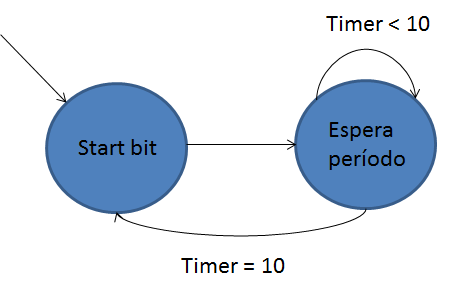 Timer < 10
Start bit
Espera
período
Timer = 10